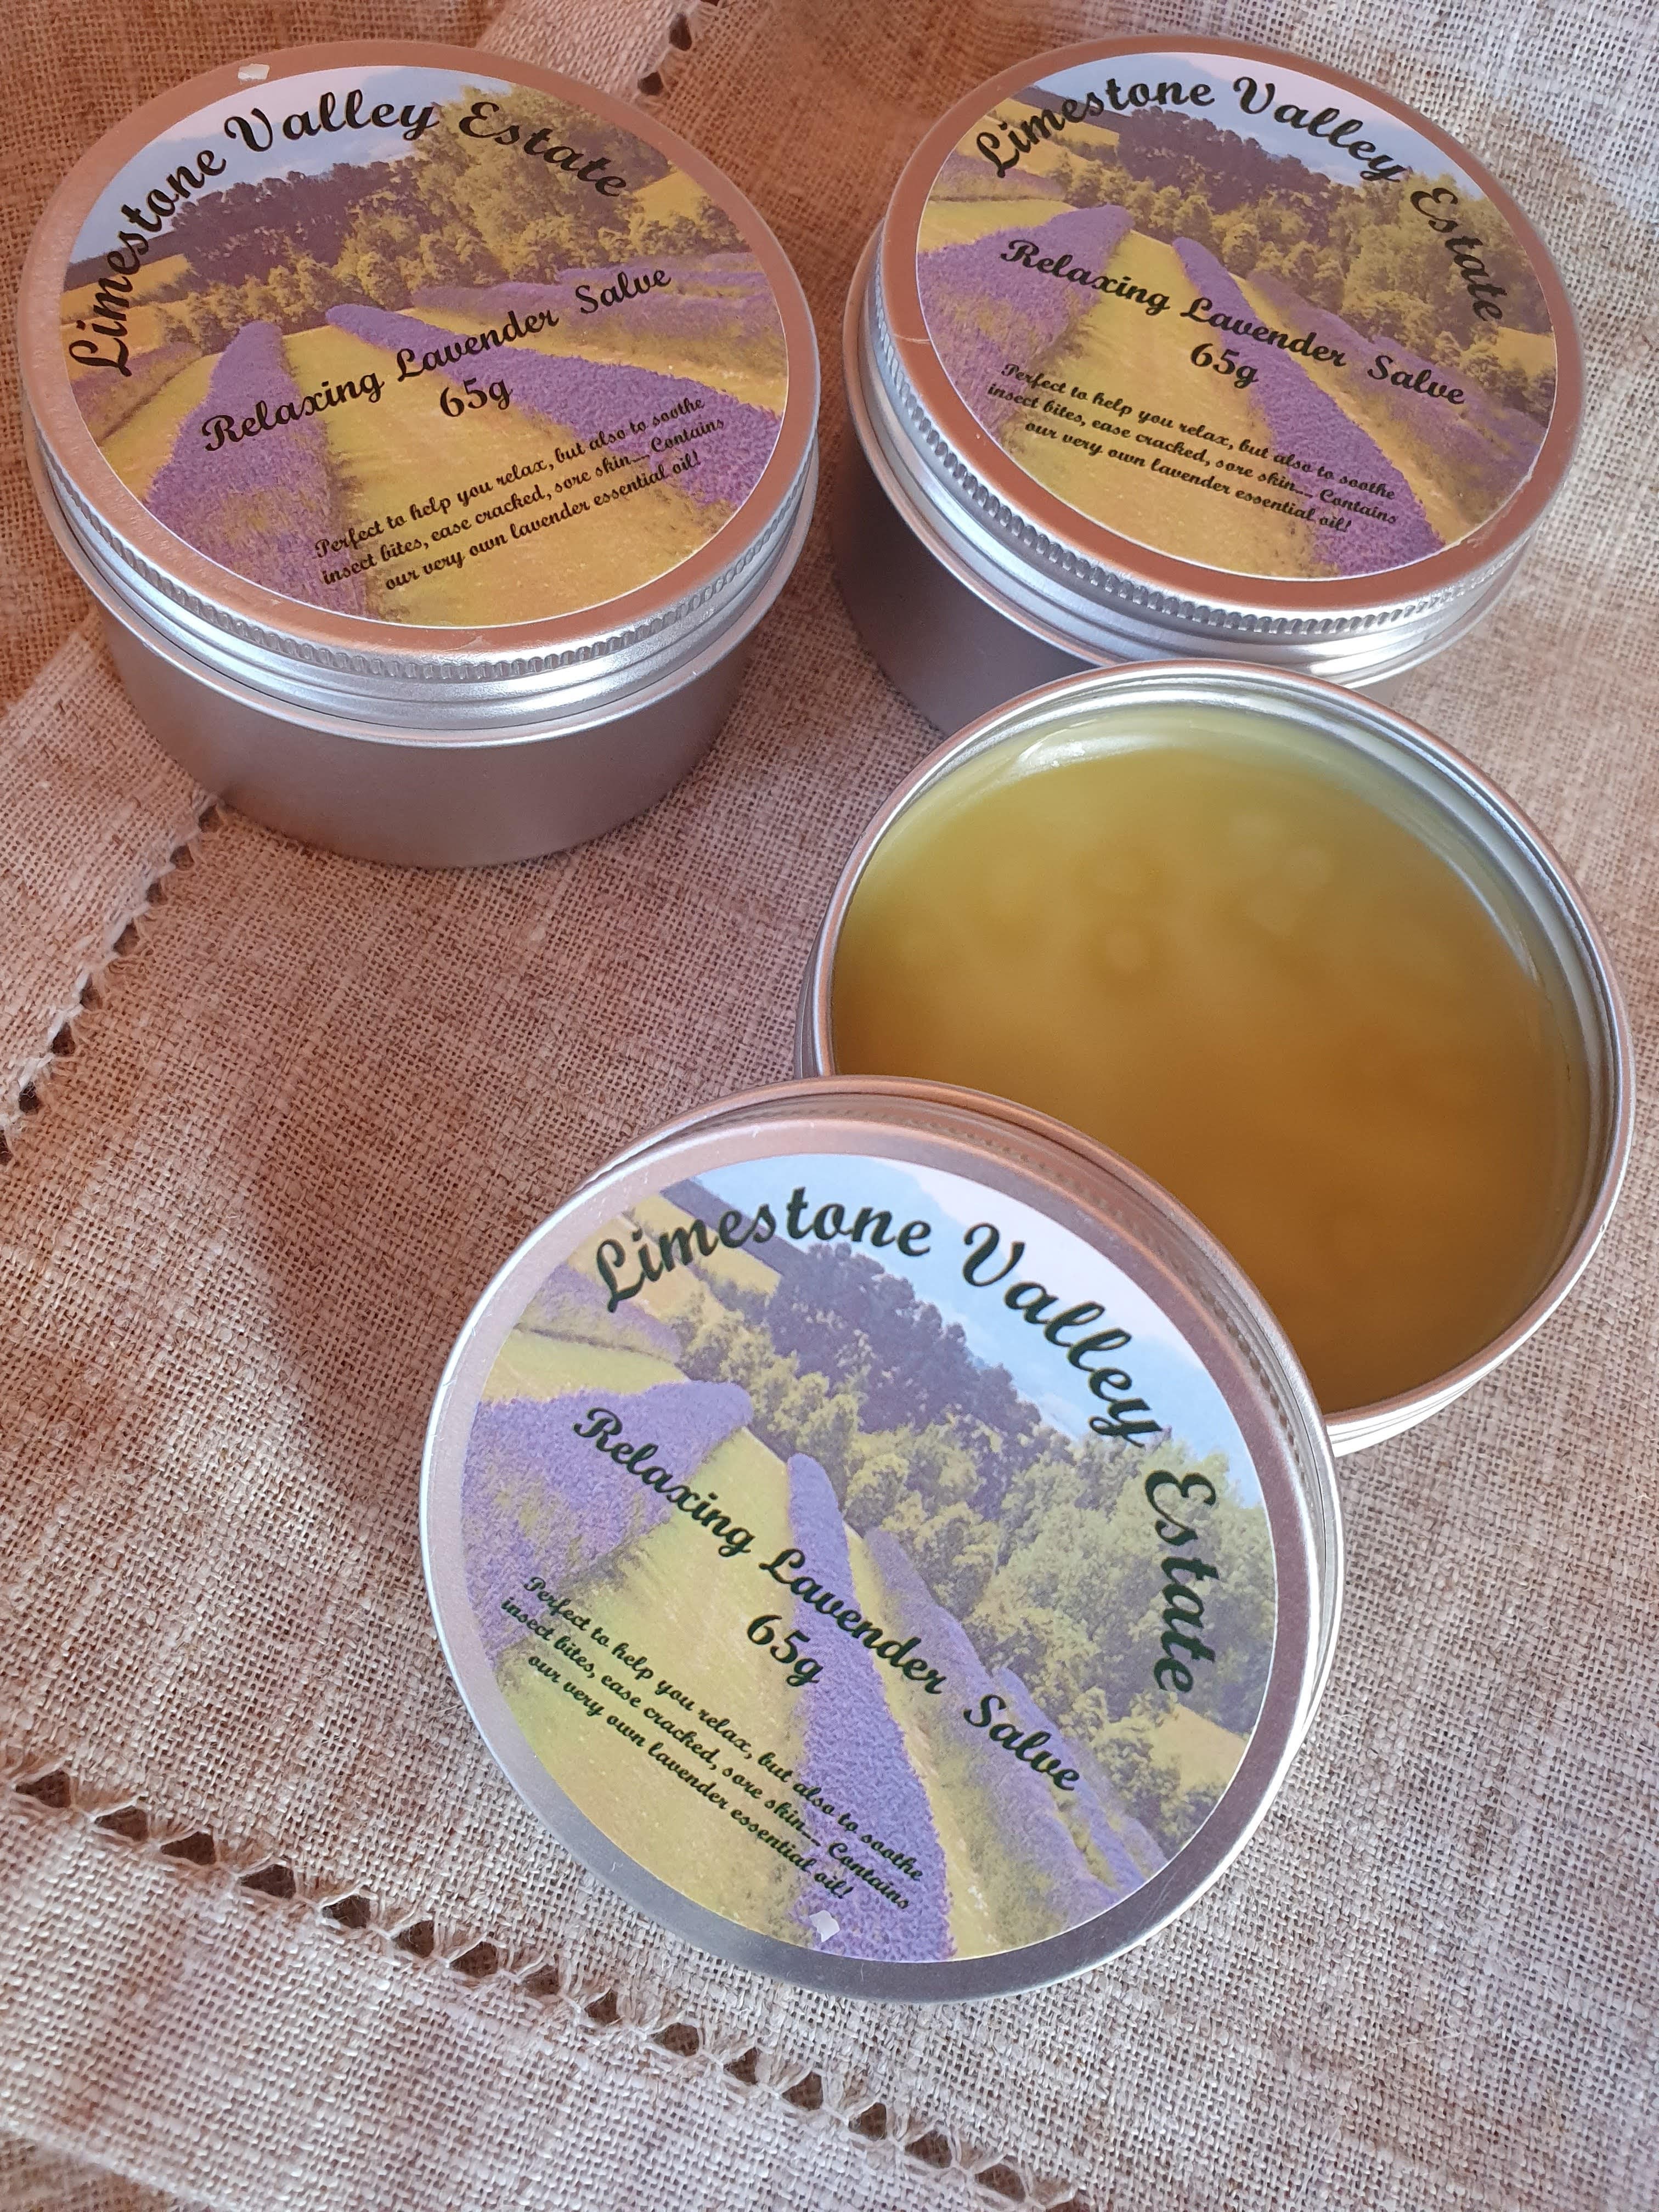 Limestone Valley Estate
Relaxing Lavender Salve
65g
Perfect to help you relax, but also to soothe
insect bites, ease cracked, sore skin.... Contains
our very own lavender essential oil!
Limestone Valley Estate
Relaxing Lavender Salve
65g
Perfect to help you relax, but also to soothe
insect bites, ease cracked, sore skin.... Contains
our very own lavender essential oil!
Limestone Valley Estate
Relaxing Lavender Salve
65g
Perfect to help you relax, but also to soothe
insect bites, ease cracked, sore skin.... Contains
our very own lavender essential oil!